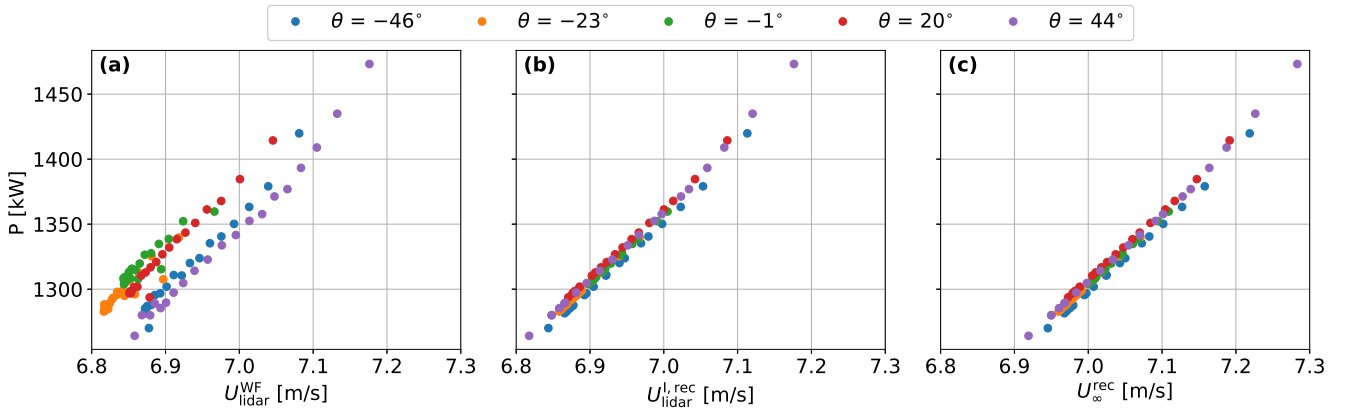 θ = −46° θ = −23° θ = −1° θ = 20° θ = 44°
(a) (b) (c)
P [kW]
1450
1400
1350
1300
6.8 6.9 7.0 7.1 7.2 7.3 6.8 6.9 7.0 7.1 7.2 7.3 6.8 6.9 7.0 7.1 7.2 7.3
U_lidar^WF [m/s] U_lidar^I,rec [m/s] U_∞^rec [m/s]